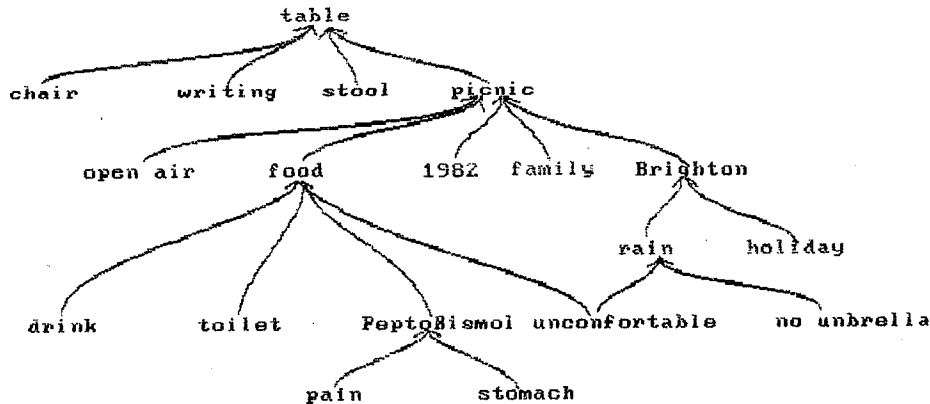 table
chair writing stool picnic
open air food 1982 family Brighton
rain holiday
drink toilet PeptoBismol unconfortable no unbrella
pain stomach